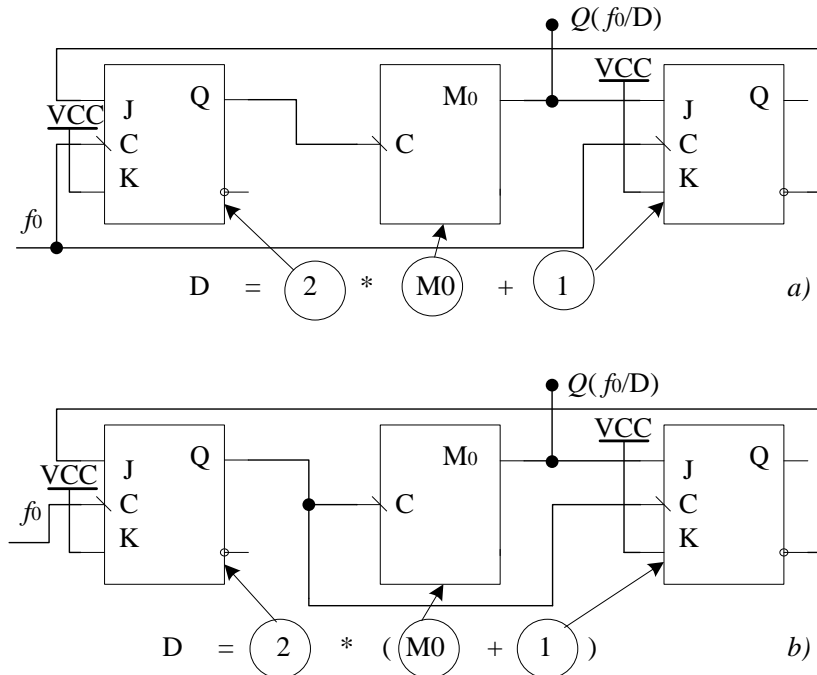 Q(f0/D)
VCC
VCC
Q
M0
Q
J
J
C
C
C
K
K
f0
D = 2 * M0 + 1 a)
Q(f0/D)
VCC
Q
M0
Q
VCC
J
J
f0
C
C
C
K
K
D = 2 * ( M0 + 1 ) b)